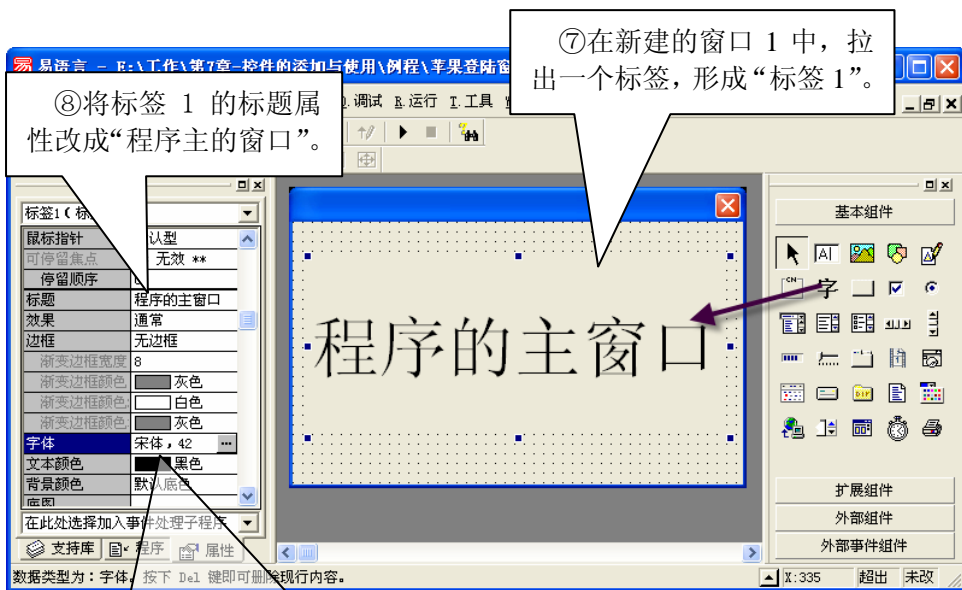 ⑦在新建的窗口 1 中，拉
出一个标签，形成“标签 1”。
易语言 - E:\工作\第7章-控件的添加与使用\例程\苹果登陆窗
⑧将标签 1 的标题属
性改成“程序主的窗口”。
调试 R.运行 T.工具
标签1（标
基本组件
鼠标指针
认型
可停留焦点
无效 **
停留顺序
标题 程序的主窗口
效果 通常
边框 无边框
渐变边框宽度 8
渐变边框颜色 灰色
渐变边框颜色 白色
渐变边框颜色 灰色
字体 宋体，42 ...
文本颜色 黑色
背景颜色 默认底色
底图
程序的主窗口
字
扩展组件
外部组件
外部事件组件
在此处选择加入事件处理子程序
支持库 程序 属性
数据类型为：字体。按下 Del 键即可删除现行内容。
X:335 超出 未改